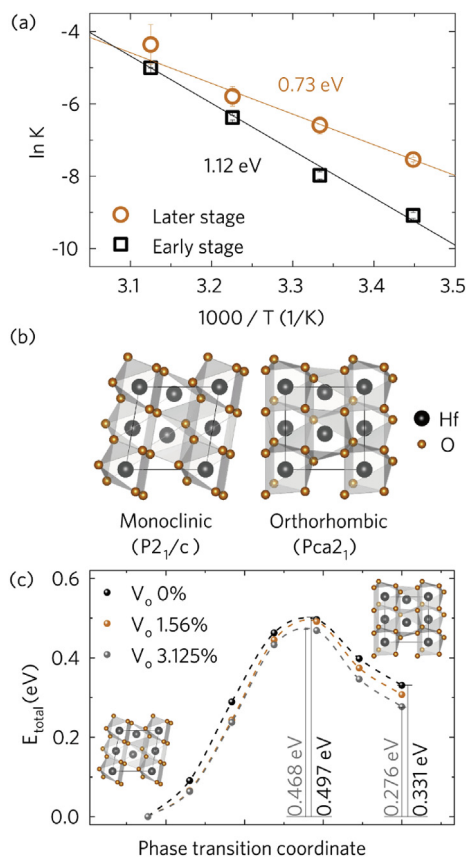 (a)
-4
-6
-8
-10
ln K
0.73 eV
1.12 eV
Later stage
Early stage
3.1 3.2 3.3 3.4 3.5
1000 / T (1/K)
(b)
Hf
O
Monoclinic
(P2₁/c)
Orthorhombic
(Pca2₁)
(c)
0.6
0.4
0.2
0.0
E_total (eV)
V_o 0%
V_o 1.56%
V_o 3.125%
0.468 eV
0.497 eV
0.276 eV
0.331 eV
Phase transition coordinate